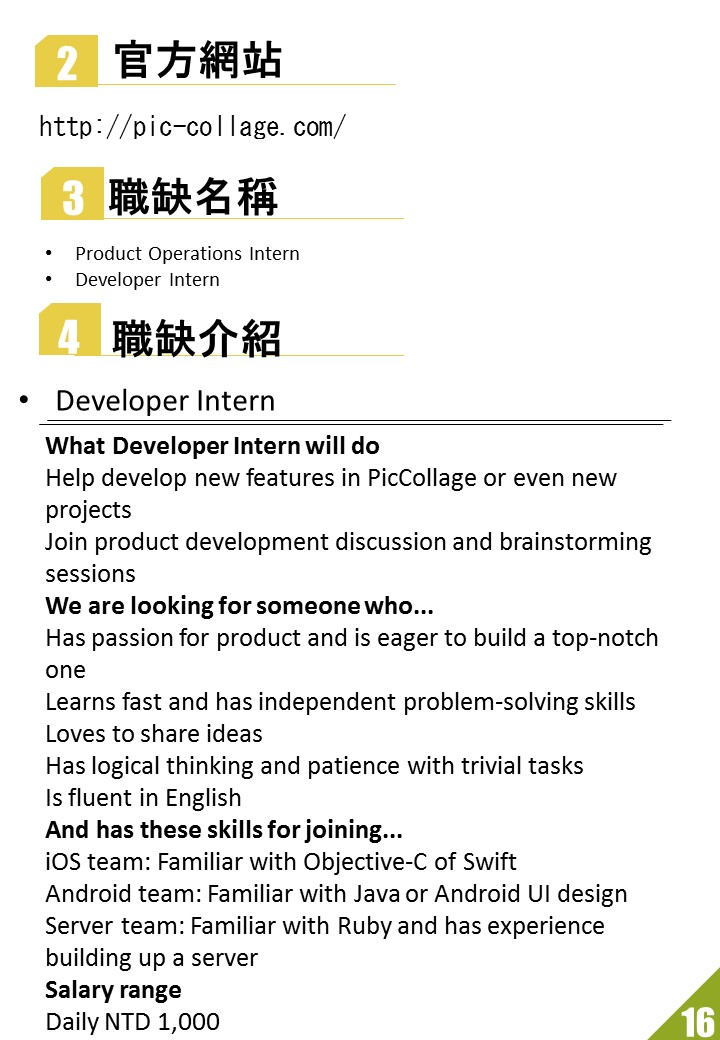 2 官方網站
http://pic-collage.com/
3 職缺名稱
• Product Operations Intern
• Developer Intern
4 職缺介紹
• Developer Intern
What Developer Intern will do
Help develop new features in PicCollage or even new
projects
Join product development discussion and brainstorming
sessions
We are looking for someone who...
Has passion for product and is eager to build a top-notch
one
Learns fast and has independent problem-solving skills
Loves to share ideas
Has logical thinking and patience with trivial tasks
Is fluent in English
And has these skills for joining...
iOS team: Familiar with Objective-C of Swift
Android team: Familiar with Java or Android UI design
Server team: Familiar with Ruby and has experience
building up a server
Salary range
Daily NTD 1,000
16